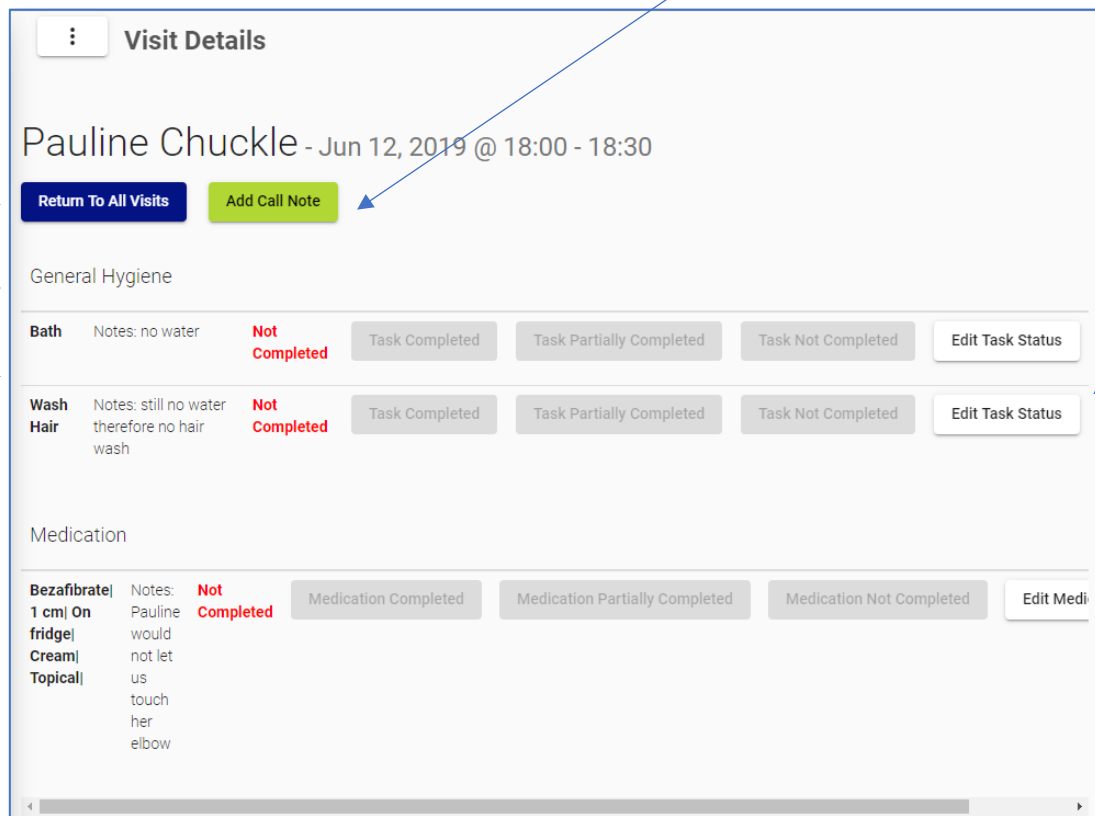 Visit Details
Pauline Chuckle - Jun 12, 2019 @ 18:00 - 18:30
Return To All Visits Add Call Note
General Hygiene
Bath Notes: no water Not Task Completed Task Partially Completed Task Not Completed Edit Task Status
Completed
Wash Notes: still no water Not Task Completed Task Partially Completed Task Not Completed Edit Task Status
Hair therefore no hair Completed
wash
Medication
Bezafibrate| Notes: Not Medication Completed Medication Partially Completed Medication Not Completed Edit Medi
1 cm| On Pauline Completed
fridge| would
Cream| not let
Topical| us
touch
her
elbow